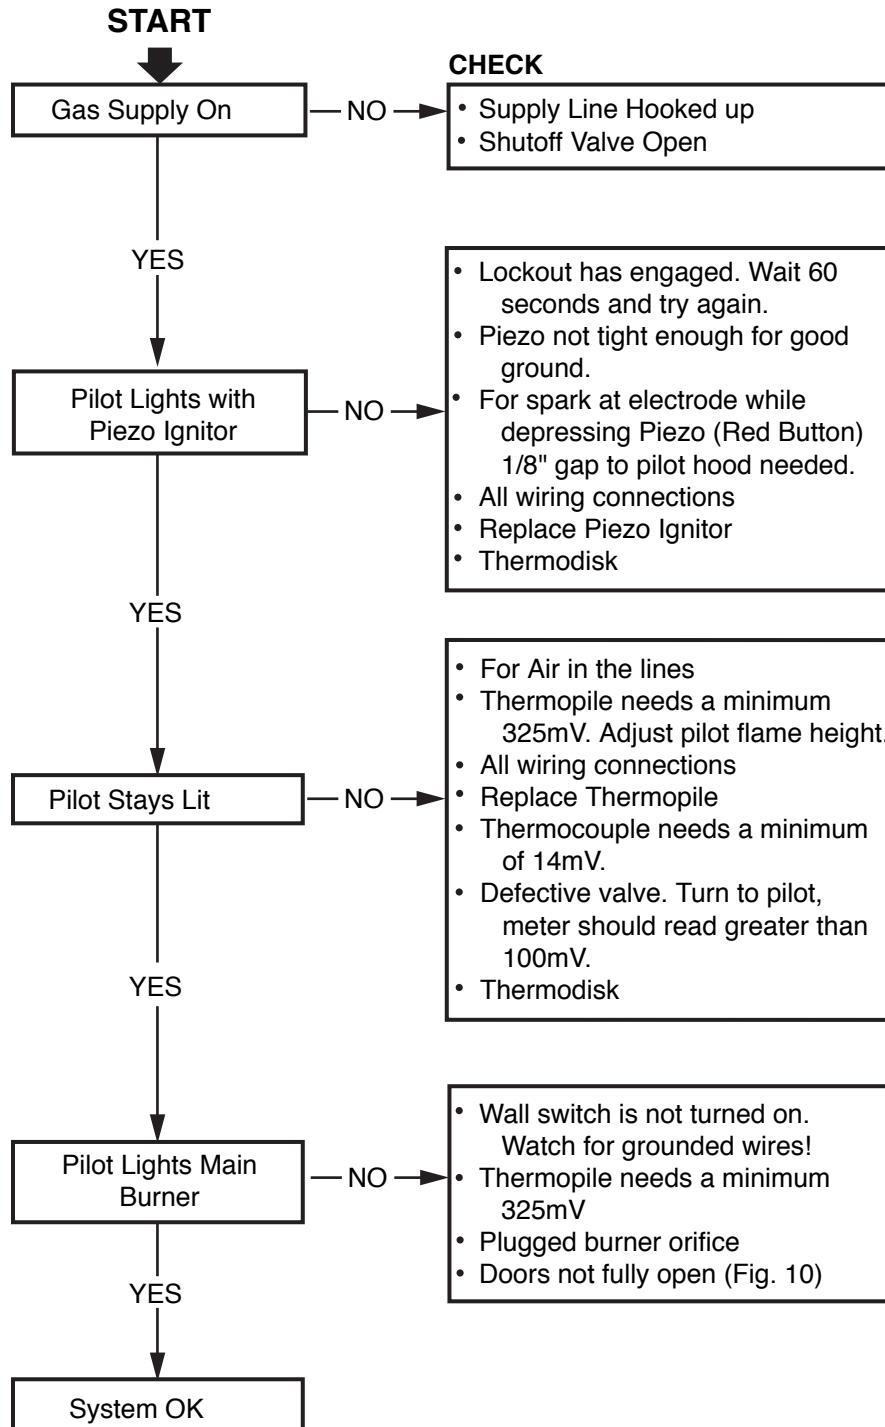 START
CHECK
Gas Supply On
NO
• Supply Line Hooked up
• Shutoff Valve Open
YES
Pilot Lights with
Piezo Ignitor
NO
• Lockout has engaged. Wait 60
seconds and try again.
• Piezo not tight enough for good
ground.
• For spark at electrode while
depressing Piezo (Red Button)
1/8" gap to pilot hood needed.
• All wiring connections
• Replace Piezo Ignitor
• Thermodisk
YES
Pilot Stays Lit
NO
• For Air in the lines
• Thermopile needs a minimum
325mV. Adjust pilot flame height.
• All wiring connections
• Replace Thermopile
• Thermocouple needs a minimum
of 14mV.
• Defective valve. Turn to pilot,
meter should read greater than
100mV.
• Thermodisk
YES
Pilot Lights Main
Burner
NO
• Wall switch is not turned on.
Watch for grounded wires!
• Thermopile needs a minimum
325mV
• Plugged burner orifice
• Doors not fully open (Fig. 10)
YES
System OK